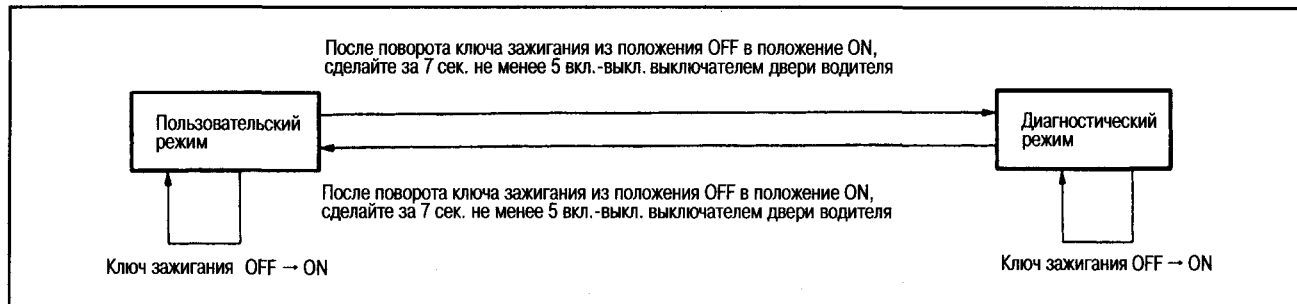 После поворота ключа зажигания из положения OFF в положение ON,
сделайте за 7 сек. не менее 5 вкл.-выкл. выключателем двери водителя
Пользовательский
режим
Диагностический
режим
После поворота ключа зажигания из положения OFF в положение ON,
сделайте за 7 сек. не менее 5 вкл.-выкл. выключателем двери водителя
Ключ зажигания OFF → ON
Ключ зажигания OFF → ON